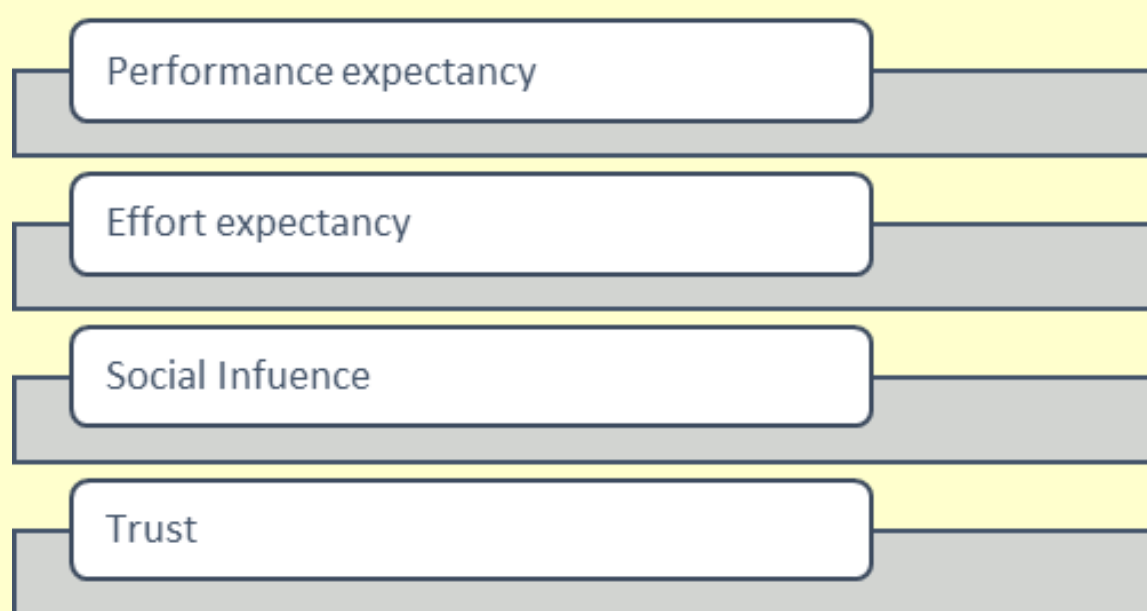 Performance expectancy
Effort expectancy
Social Infuence
Trust